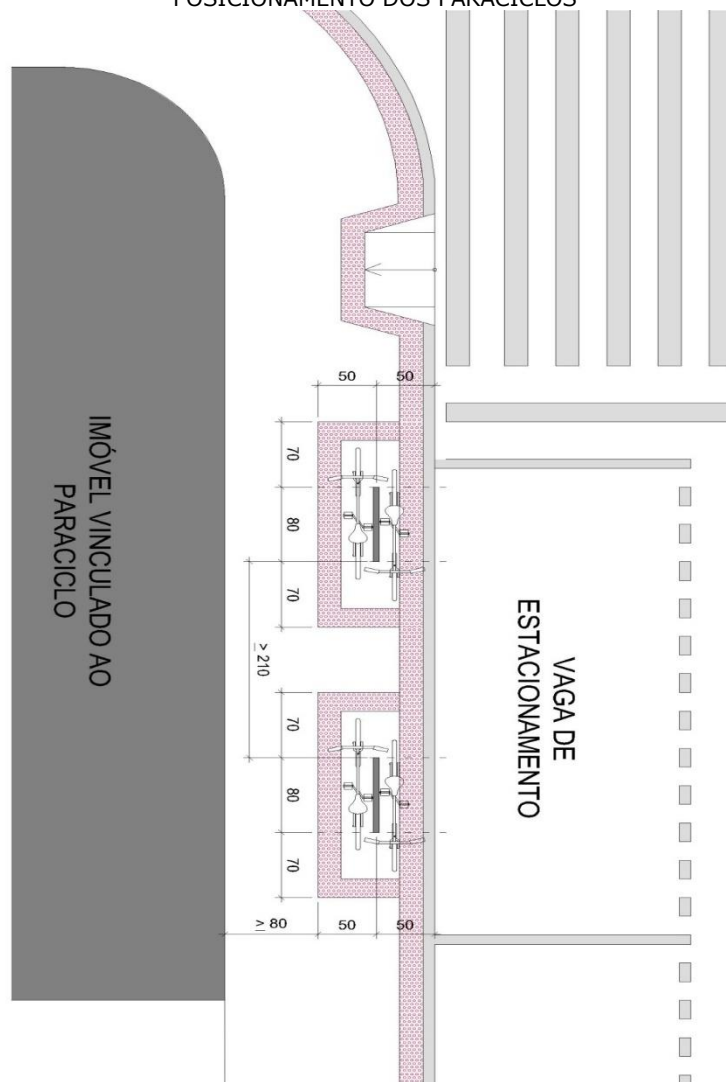 POSICIONAMENTO DOS PARACICLOS
50 50
70
80
70
≥ 210
70
80
70
≥ 80 50 50
IMÓVEL VINCULADO AO
PARACICLO
VAGA DE
ESTACIONAMENTO